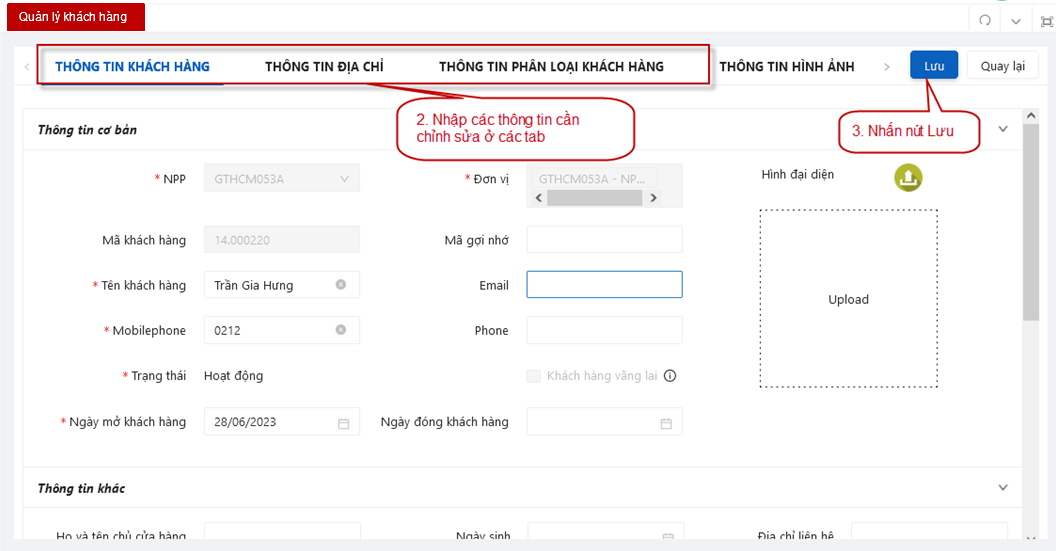 Quản lý khách hàng
THÔNG TIN KHÁCH HÀNG THÔNG TIN ĐỊA CHỈ THÔNG TIN PHÂN LOẠI KHÁCH HÀNG THÔNG TIN HÌNH ẢNH Lưu Quay lại
2. Nhập các thông tin cần
chỉnh sửa ở các tab
3. Nhấn nút Lưu
Thông tin cơ bản
* NPP GTHCM053A * Đơn vị GTHCM053A - NP... Hình đại diện
Mã khách hàng 14.000220 Mã gợi nhớ
* Tên khách hàng Trần Gia Hưng Email
Upload
* Mobilephone 0212 Phone
* Trạng thái Hoạt động Khách hàng vãng lai
* Ngày mở khách hàng 28/06/2023 Ngày đóng khách hàng
Thông tin khác
Họ và tên chủ cửa hàng Ngày sinh Địa chỉ liên hệ